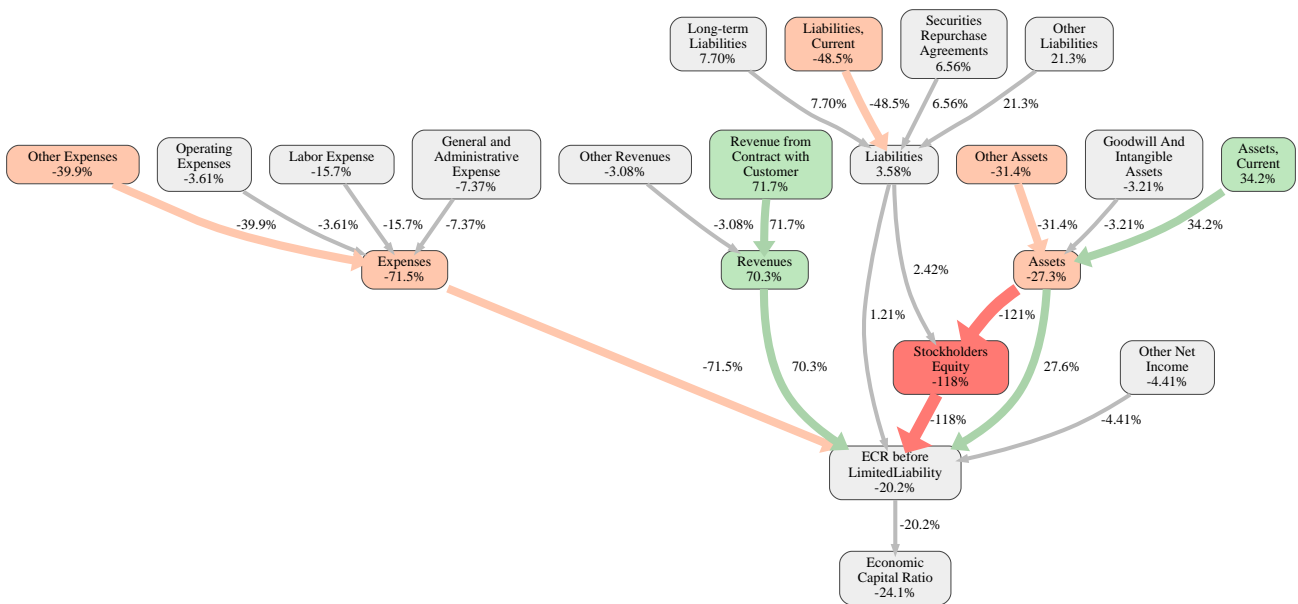 Long-term
Liabilities
7.70%
Liabilities,
Current
-48.5%
Securities
Repurchase
Agreements
6.56%
Other
Liabilities
21.3%
7.70%
-48.5%
6.56%
21.3%
Other Expenses
-39.9%
Operating
Expenses
-3.61%
Labor Expense
-15.7%
General and
Administrative
Expense
-7.37%
Other Revenues
-3.08%
Revenue from
Contract with
Customer
71.7%
Liabilities
3.58%
Other Assets
-31.4%
Goodwill And
Intangible
Assets
-3.21%
Assets,
Current
34.2%
-39.9%
-3.61%
-15.7%
-7.37%
-3.08%
71.7%
-31.4%
-3.21%
34.2%
Expenses
-71.5%
Revenues
70.3%
2.42%
Assets
-27.3%
1.21%
-121%
-71.5%
70.3%
Stockholders
Equity
-118%
27.6%
Other Net
Income
-4.41%
-118%
-4.41%
ECR before
LimitedLiability
-20.2%
-20.2%
Economic
Capital Ratio
-24.1%